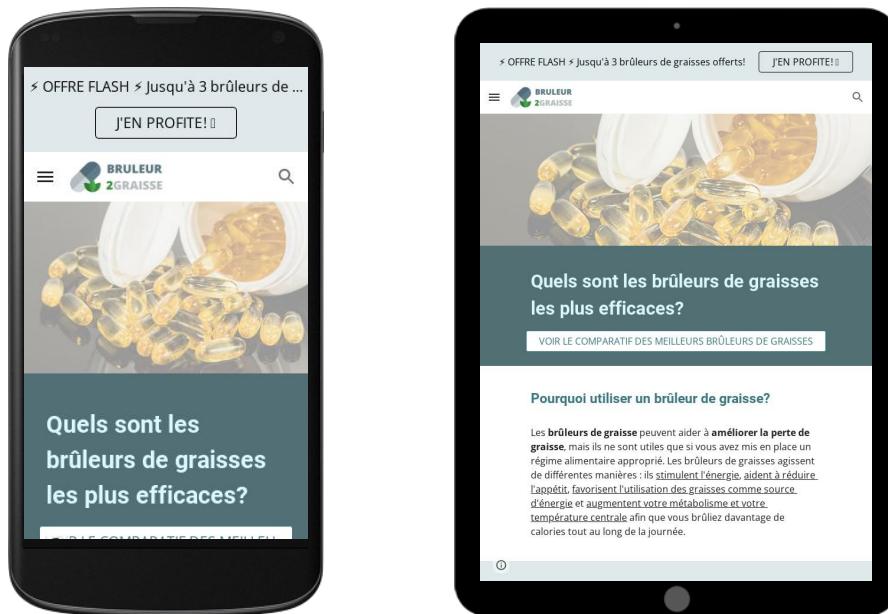 ⚡ OFFRE FLASH ⚡ Jusqu'à 3 brûleurs de ...
J'EN PROFITE!
BRULEUR
2GRAISSE
Quels sont les
brûleurs de graisses
les plus efficaces?
⚡ OFFRE FLASH ⚡ Jusqu'à 3 brûleurs de graisses offerts!
J'EN PROFITE!
BRULEUR
2GRAISSE
Quels sont les brûleurs de graisses
les plus efficaces?
VOIR LE COMPARATIF DES MEILLEURS BRÛLEURS DE GRAISSES
Pourquoi utiliser un brûleur de graisse?
Les brûleurs de graisse peuvent aider à améliorer la perte de
graisse, mais ils ne sont utiles que si vous avez mis en place un
régime alimentaire approprié. Les brûleurs de graisses agissent
de différentes manières : ils stimulent l'énergie, aident à réduire
l'appétit, favorisent l'utilisation des graisses comme source
d'énergie et augmentent votre métabolisme et votre
température centrale afin que vous brûliez davantage de
calories tout au long de la journée.